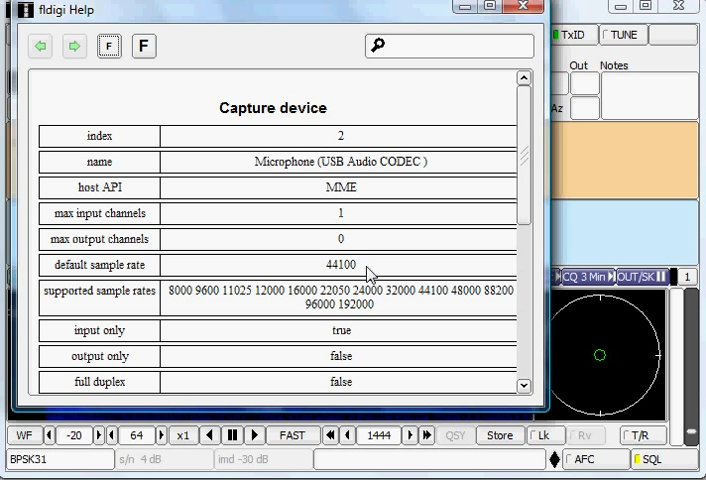 fldigi Help
F
F
Capture device
index 2
name Microphone (USB Audio CODEC )
host API MME
max input channels 1
max output channels 0
default sample rate 44100
supported sample rates 8000 9600 11025 12000 16000 22050 24000 32000 44100 48000 88200
96000 192000
input only true
output only false
full duplex false
TxID TUNE
Out Notes
Az
CQ 3 Min OUT/SK 1
WF -20 64 x1 FAST 1444 QSY Store Lk Rv T/R
BPSK31 s/n 4 dB imd -30 dB AFC SQL